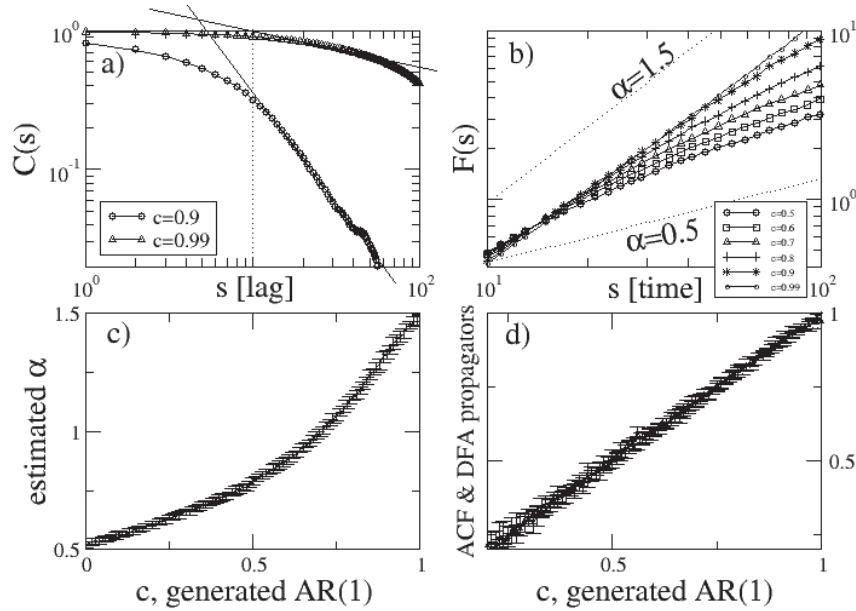 10^0
a)
C(s)
10^-1
c=0.9
c=0.99
10^0
s [lag]
10^2
b)
α=1.5
F(s)
α=0.5
10^1
10^0
c=0.5
c=0.6
c=0.7
c=0.8
c=0.9
c=0.99
10^1
s [time]
10^2
1.5
c)
estimated α
1
0.5
0
0.5
1
c, generated AR(1)
d)
ACF & DFA propagators
1
0.5
0.5
1
c, generated AR(1)